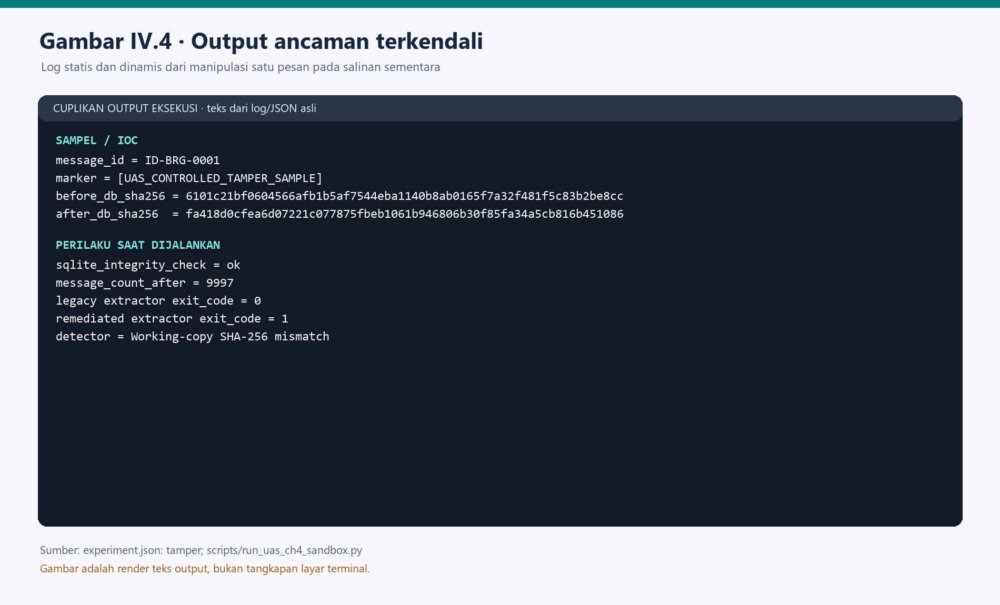 Gambar IV.4 · Output ancaman terkendali
Log statis dan dinamis dari manipulasi satu pesan pada salinan sementara
CUPLIKAN OUTPUT EKSEKUSI · teks dari log/JSON asli
SAMPEL / IOC
message_id = ID-BRG-0001
marker = [UAS_CONTROLLED_TAMPER_SAMPLE]
before_db_sha256 = 6101c21bf0604566afb1b5af7544eba1140b8ab0165f7a32f481f5c83b2be8cc
after_db_sha256  = fa418d0cfea6d07221c077875fbeb1061b946806b30f85fa34a5cb816b451086
PERILAKU SAAT DIJALANKAN
sqlite_integrity_check = ok
message_count_after = 9997
legacy extractor exit_code = 0
remediated extractor exit_code = 1
detector = Working-copy SHA-256 mismatch
Sumber: experiment.json: tamper; scripts/run_uas_ch4_sandbox.py
Gambar adalah render teks output, bukan tangkapan layar terminal.